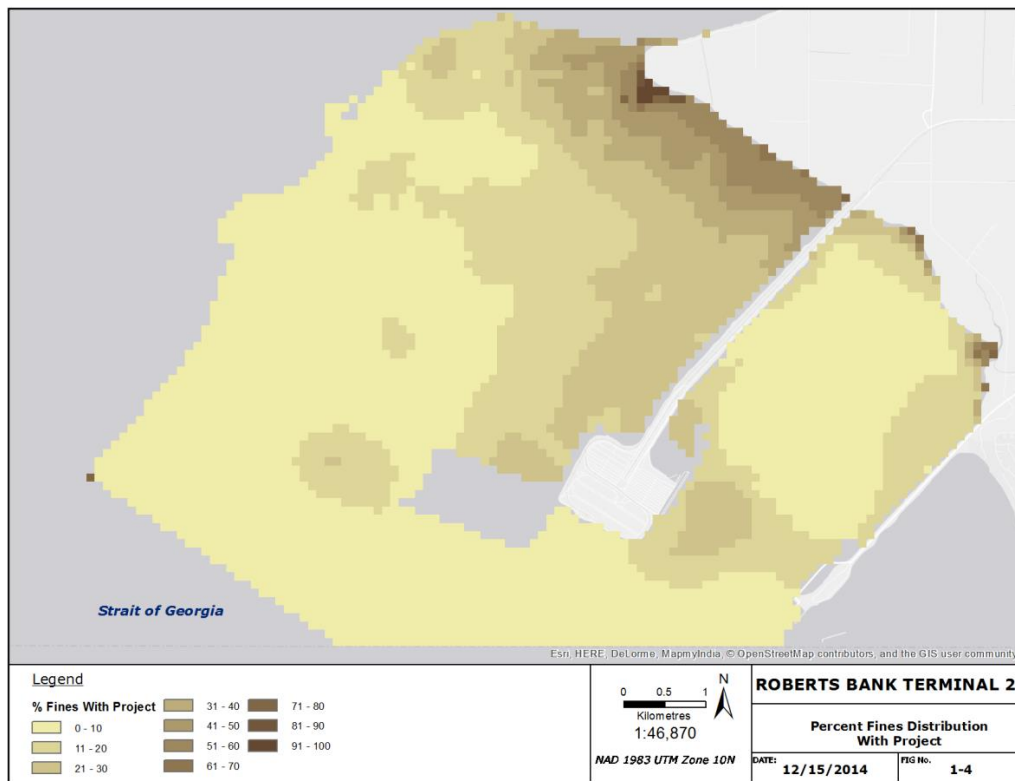 Strait of Georgia
Esri, HERE, DeLorme, MapmyIndia, © OpenStreetMap contributors, and the GIS user community
Legend
% Fines With Project
0 - 10
11 - 20
21 - 30
31 - 40
41 - 50
51 - 60
61 - 70
71 - 80
81 - 90
91 - 100
0 0.5 1
Kilometres
1:46,870
N
NAD 1983 UTM Zone 10N
ROBERTS BANK TERMINAL 2
Percent Fines Distribution
With Project
DATE: 12/15/2014
FIG No. 1-4